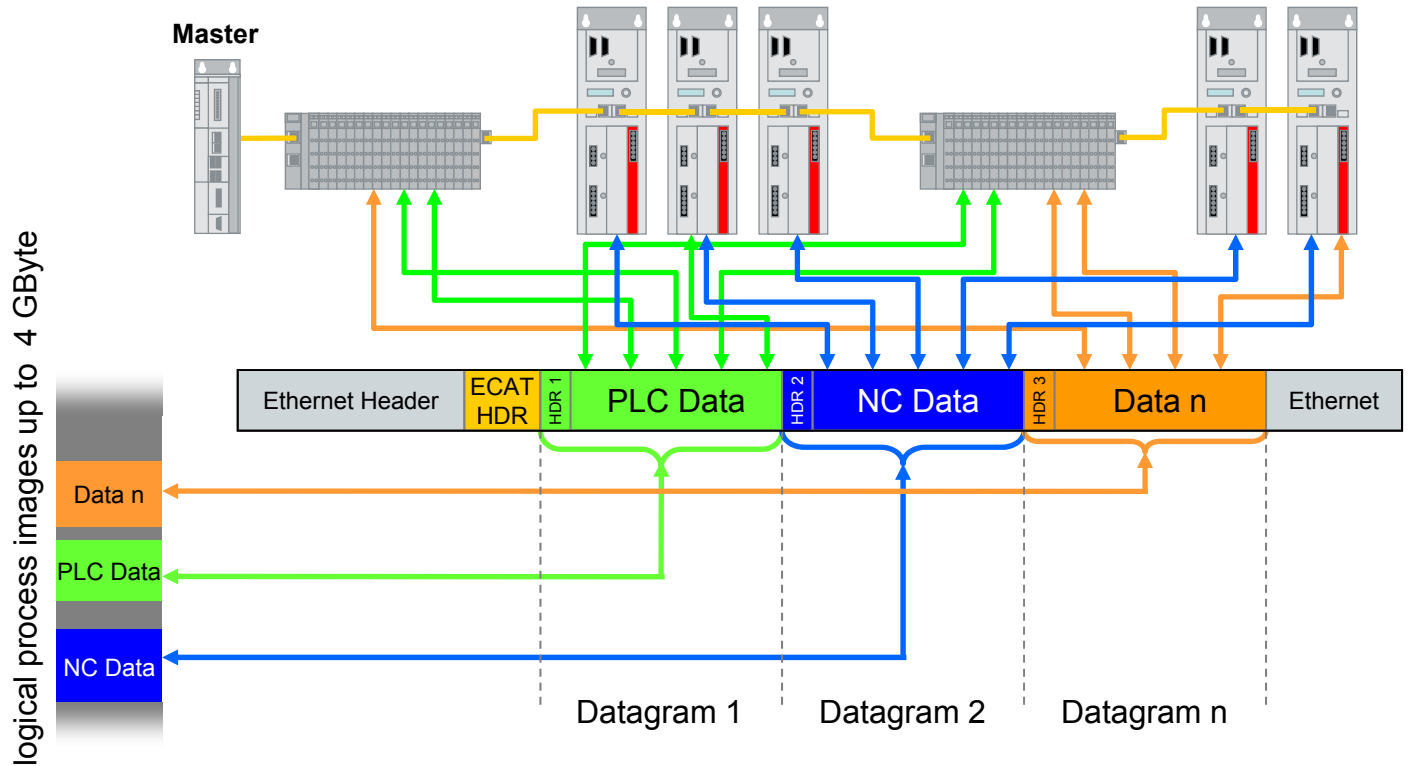 Master
logical process images up to 4 GByte
Ethernet Header
ECAT
HDR
HDR 1
PLC Data
HDR 2
NC Data
HDR 3
Data n
Ethernet
Data n
PLC Data
NC Data
Datagram 1
Datagram 2
Datagram n